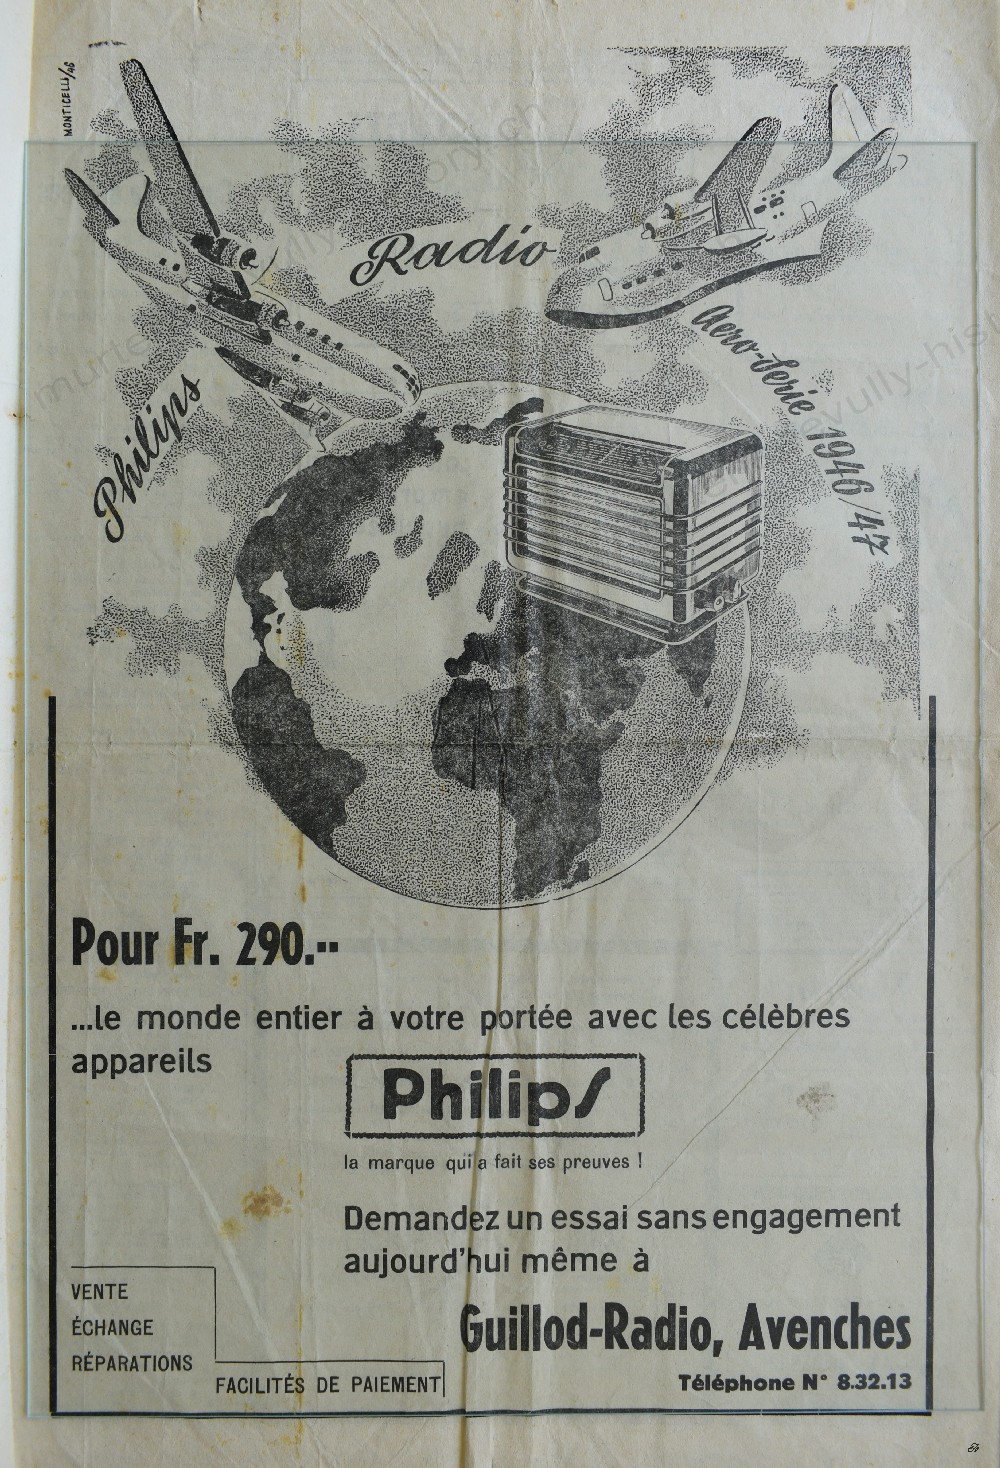 MONTICELLI/46
Philips
Radio
Aero-Serie 1946/47
Pour Fr. 290.--
...le monde entier à votre portée avec les célèbres
appareils
Philips
la marque qui a fait ses preuves !
Demandez un essai sans engagement
aujourd'hui même à
VENTE
ÉCHANGE
RÉPARATIONS
FACILITÉS DE PAIEMENT
Guillod-Radio, Avenches
Téléphone N° 8.32.13